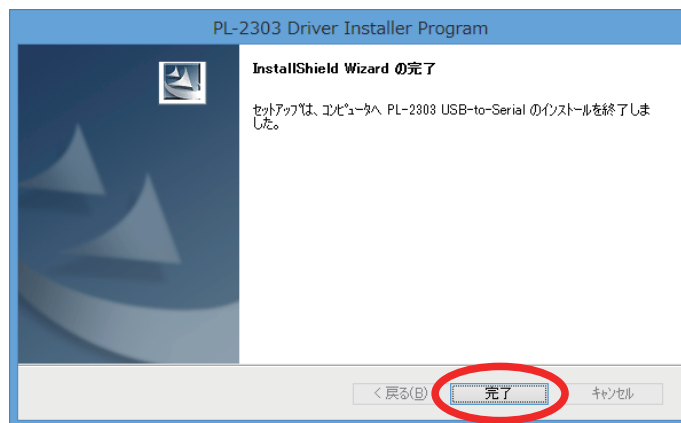 PL-2303 Driver Installer Program
InstallShield Wizard の完了
セットアップは、コンピュータへ PL-2303 USB-to-Serial のインストールを終了しま
した。
< 戻る(B)
完了
キャンセル